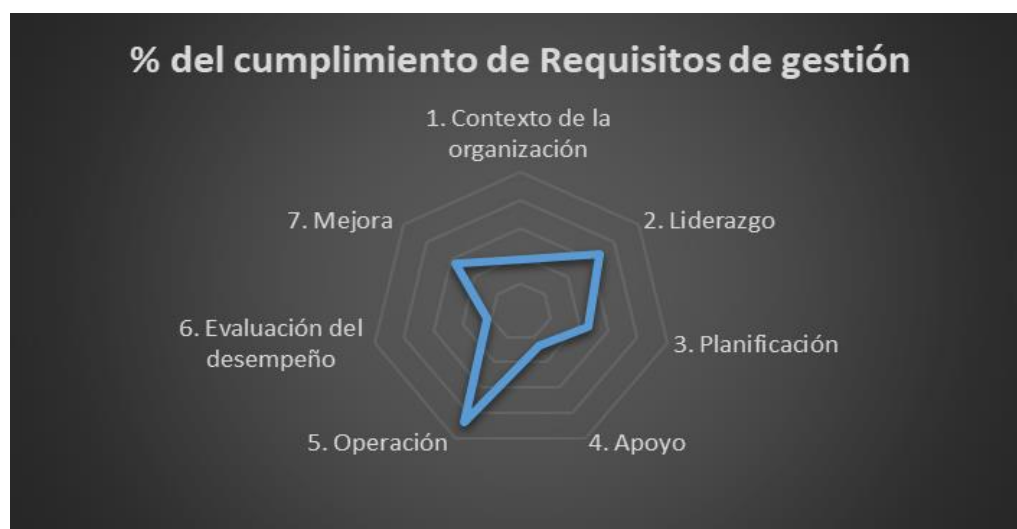 % del cumplimiento de Requisitos de gestión
1. Contexto de la
organización
2. Liderazgo
3. Planificación
4. Apoyo
5. Operación
6. Evaluación del
desempeño
7. Mejora